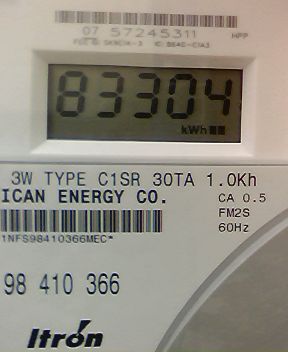 07 57245311 HPP
83304
kWh
3W TYPE C1SR 30TA 1.0Kh
ICAN ENERGY CO. CA 0.5
FM2S
60Hz
1NFS98410366MEC*
98 410 366
Itron